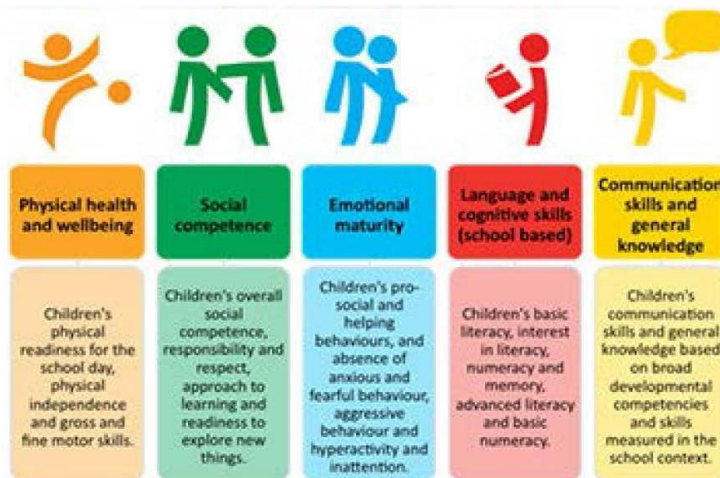 Physical health
and wellbeing
Social
competence
Emotional
maturity
Language and
cognitive skills
(school based)
Communication
skills and
general
knowledge
Children's
physical
readiness for the
school day,
physical
independence
and gross and
fine motor skills.
Children's overall
social
competence,
responsibility and
respect,
approach to
learning and
readiness to
explore new
things.
Children's pro-
social and
helping
behaviours, and
absence of
anxious and
fearful behaviour,
aggressive
behaviour and
hyperactivity and
inattention.
Children's basic
literacy, interest
in literacy,
numeracy and
memory,
advanced literacy
and basic
numeracy.
Children's
communication
skills and general
knowledge based
on broad
developmental
competencies
and skills
measured in the
school context.